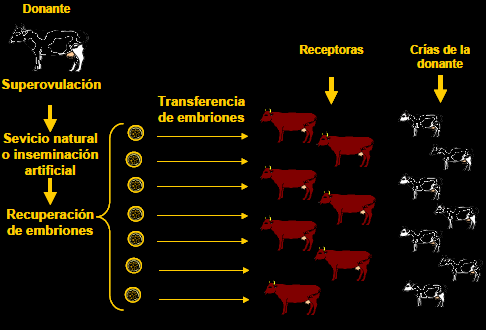 Donante
Superovulación
Sevicio natural
o inseminación
artificial
Recuperación
de embriones
Transferencia
de embriones
Receptoras
Crías de la
donante